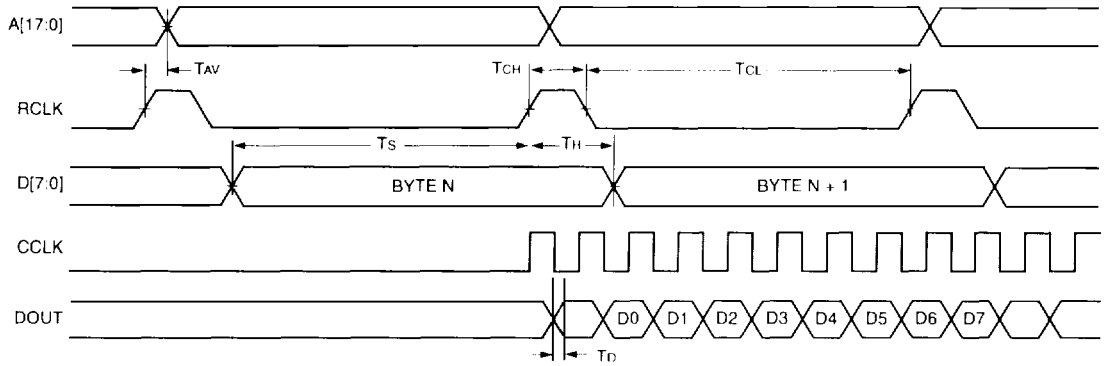 A[17:0]
TAV
TCH
TCL
RCLK
TS
TH
D[7:0]
BYTE N
BYTE N + 1
CCLK
DOUT
D0
D1
D2
D3
D4
D5
D6
D7
TD